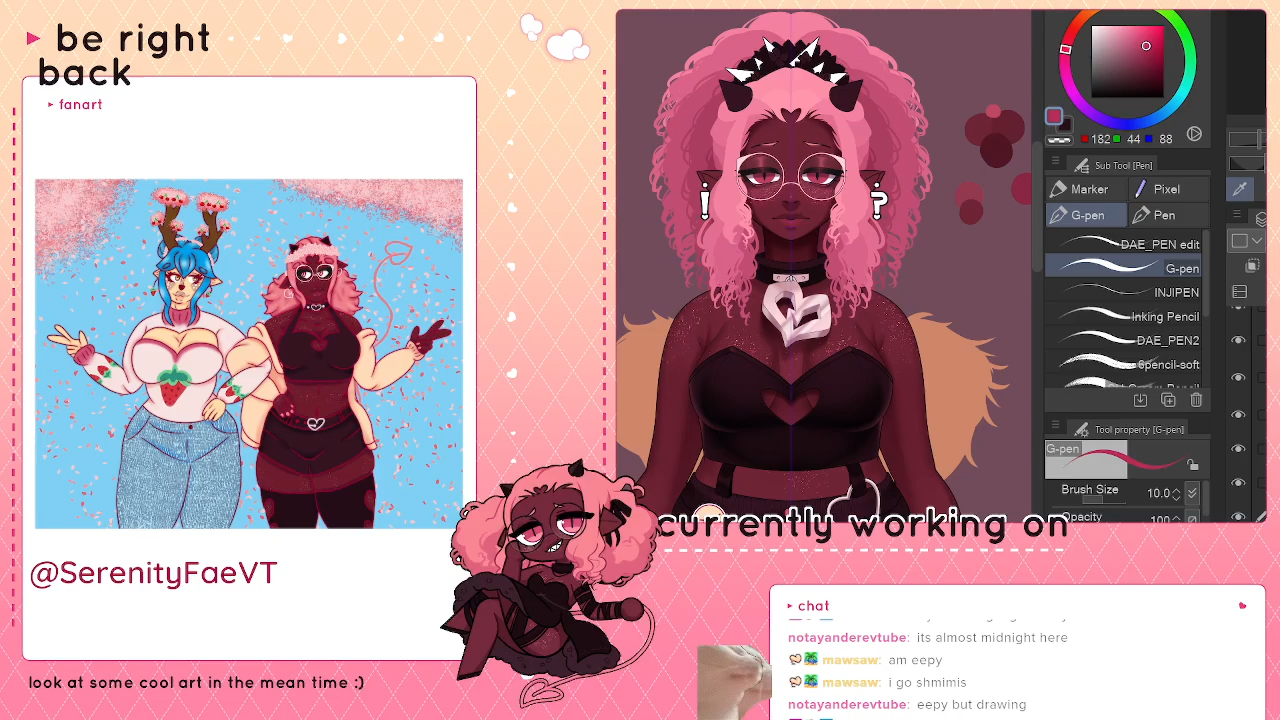 be right
back
fanart
@SerenityFaeVT
look at some cool art in the mean time :)
! ?
182 44 88
Sub Tool [Pen]
Marker Pixel
G-pen Pen
DAE_PEN edit
G-pen
INJIPEN
Inking Pencil
DAE_PEN2
6pencil-soft
Tool property [G-pen]
G-pen
Brush Size 10.0
Opacity 100
currently working on
chat
notayanderevtube: its almost midnight here
mawsaw: am eepy
mawsaw: i go shmimis
notayanderevtube: eepy but drawing